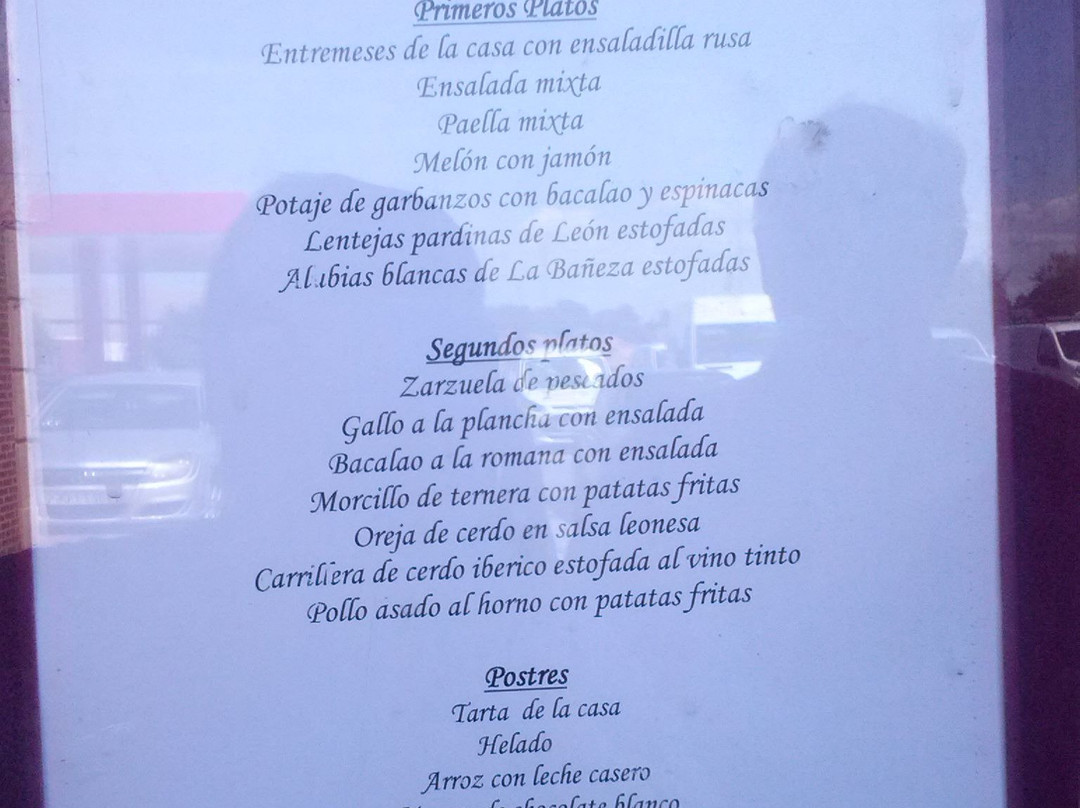 Primeros Platos
Entremeses de la casa con ensaladilla rusa
Ensalada mixta
Paella mixta
Melón con jamón
Potaje de garbanzos con bacalao y espinacas
Lentejas pardinas de León estofadas
Alubias blancas de La Bañeza estofadas
Segundos platos
Zarzuela de pescados
Gallo a la plancha con ensalada
Bacalao a la romana con ensalada
Morcillo de ternera con patatas fritas
Oreja de cerdo en salsa leonesa
Carrillera de cerdo iberico estofada al vino tinto
Pollo asado al horno con patatas fritas
Postres
Tarta de la casa
Helado
Arroz con leche casero
de chocolate blanco